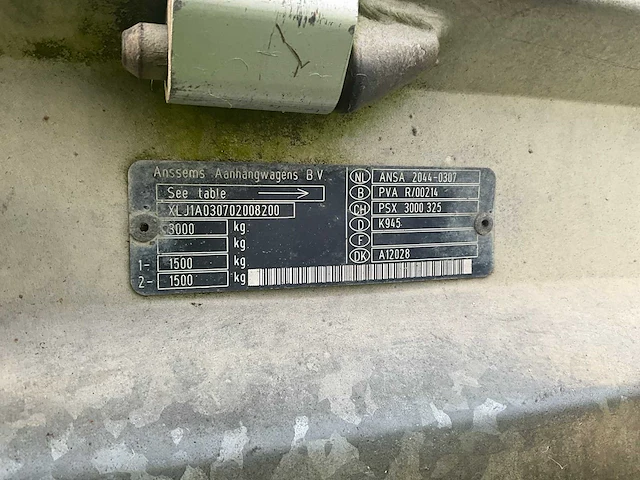 Anssems Aanhangwagens B.V
See table
XLJ1A030702008200
3000 kg
kg
1- 1500 kg
2- 1500 kg
NL ANSA 2044-0307
B PVA R/00214
CH PSX 3000 325
D K945
F
DK A12028